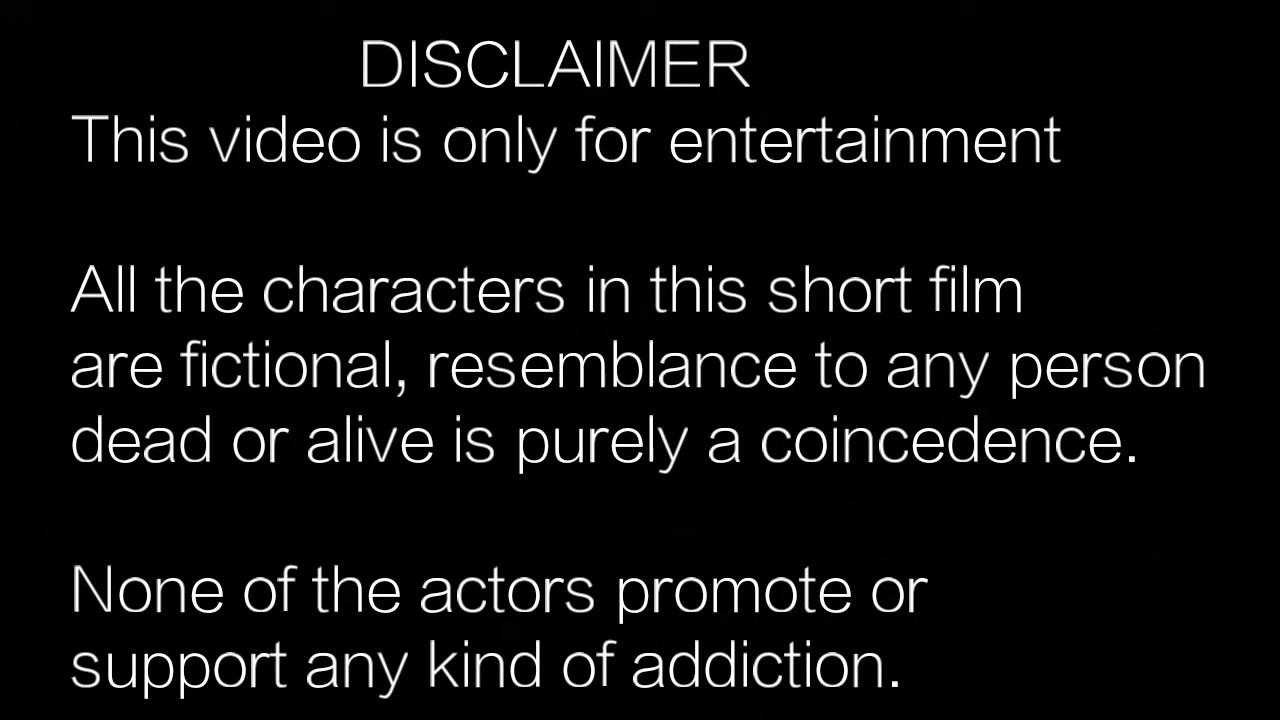 DISCLAIMER
This video is only for entertainment
All the characters in this short film
are fictional, resemblance to any person
dead or alive is purely a coincedence.
None of the actors promote or
support any kind of addiction.